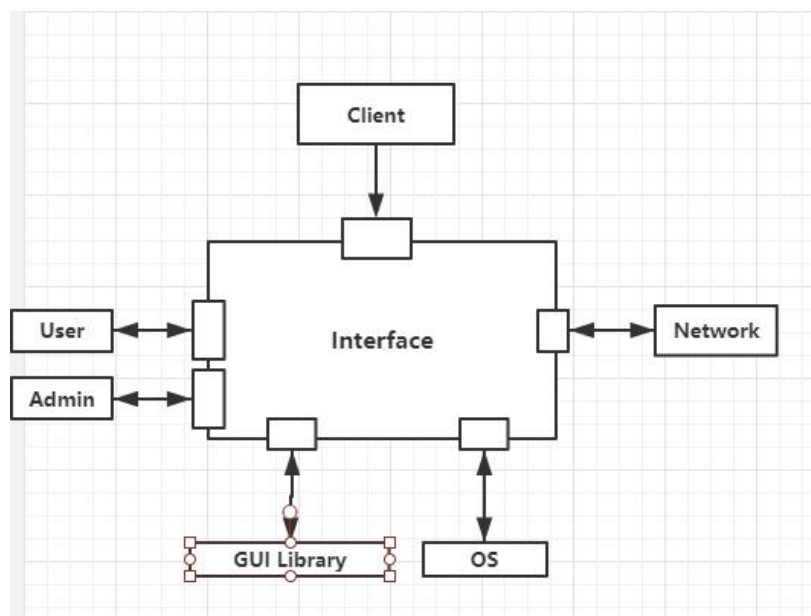 Client
User
Interface
Network
Admin
GUI Library
OS